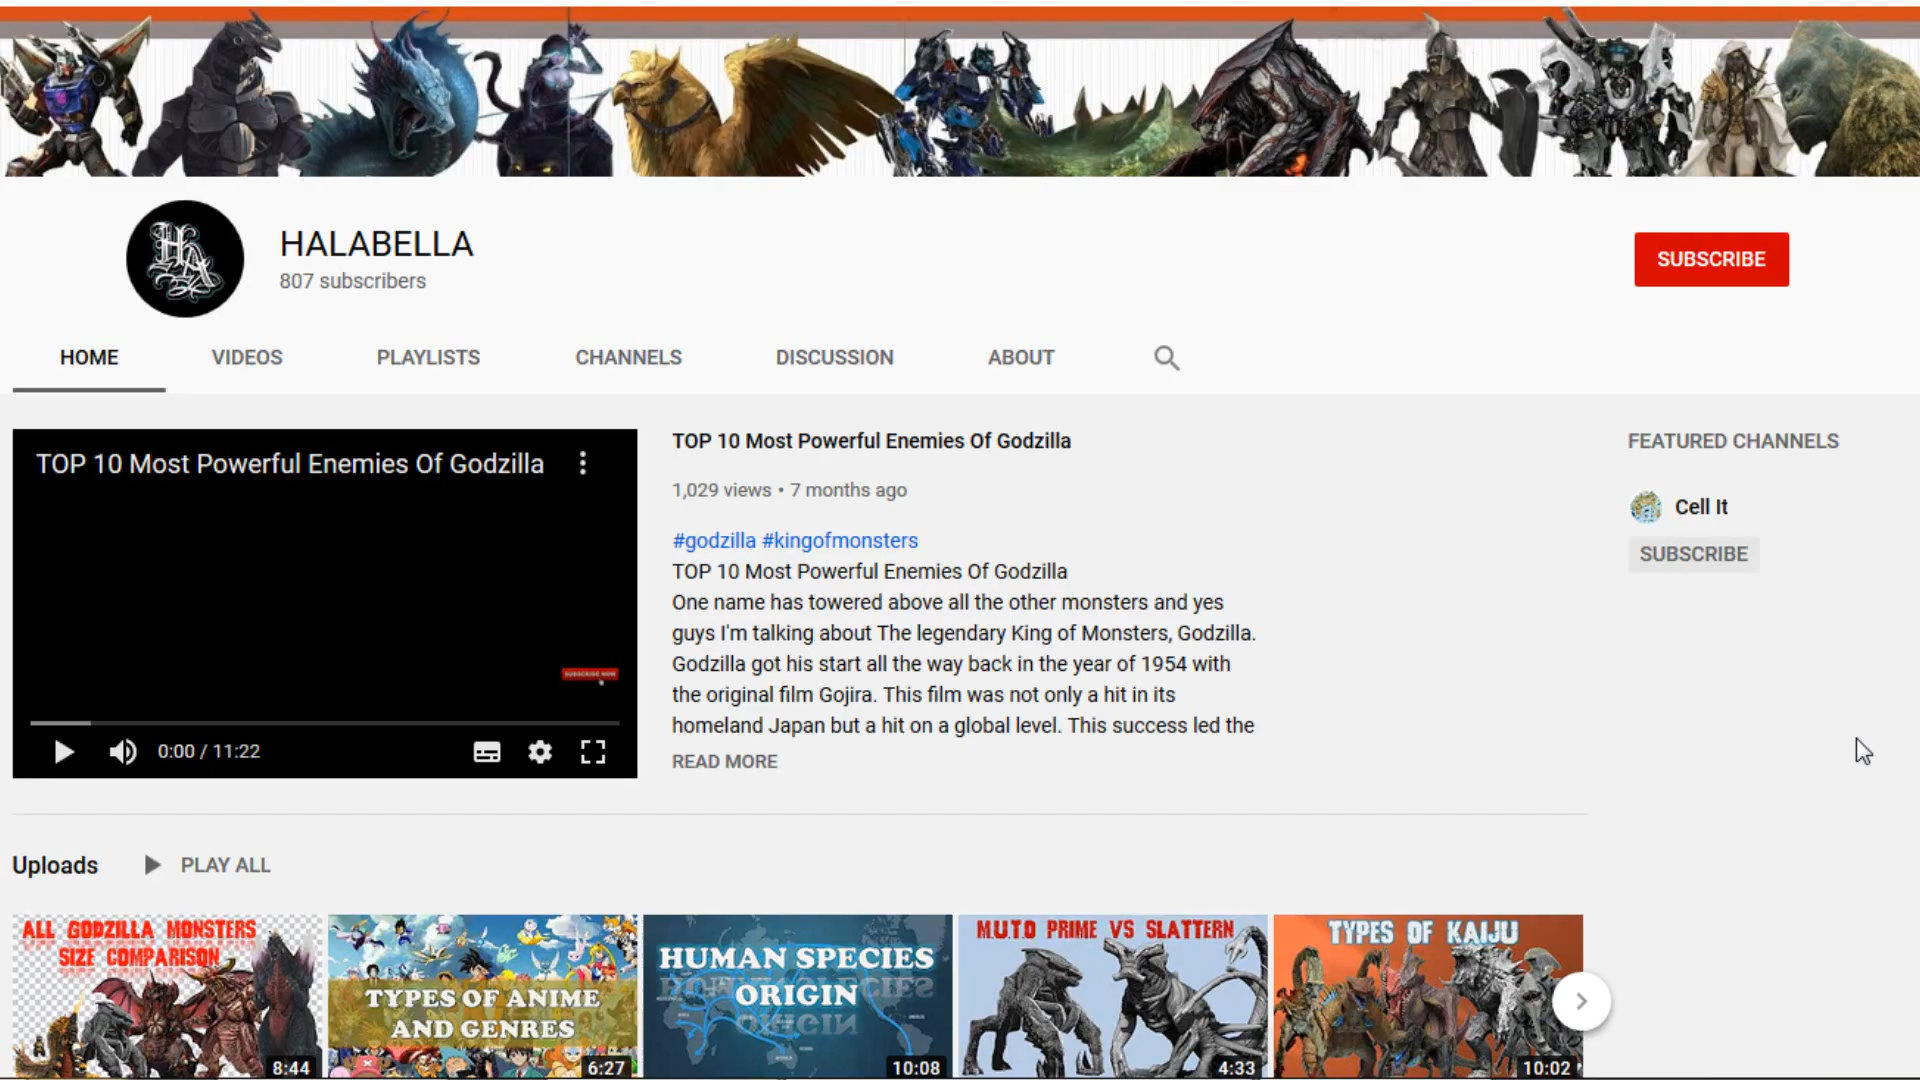 HALABELLA
807 subscribers
SUBSCRIBE
HOME
VIDEOS
PLAYLISTS
CHANNELS
DISCUSSION
ABOUT
TOP 10 Most Powerful Enemies Of Godzilla
SUBSCRIBE NOW
0:00 / 11:22
TOP 10 Most Powerful Enemies Of Godzilla
1,029 views • 7 months ago
#godzilla #kingofmonsters
TOP 10 Most Powerful Enemies Of Godzilla
One name has towered above all the other monsters and yes
guys I'm talking about The legendary King of Monsters, Godzilla.
Godzilla got his start all the way back in the year of 1954 with
the original film Gojira. This film was not only a hit in its
homeland Japan but a hit on a global level. This success led the
READ MORE
FEATURED CHANNELS
Cell It
SUBSCRIBE
Uploads
PLAY ALL
ALL GODZILLA MONSTERS
SIZE COMPARISON
8:44
TYPES OF ANIME
AND GENRES
6:27
HUMAN SPECIES
ORIGIN
10:08
M.U.T.O PRIME VS SLATTERN
4:33
TYPES OF KAIJU
10:02